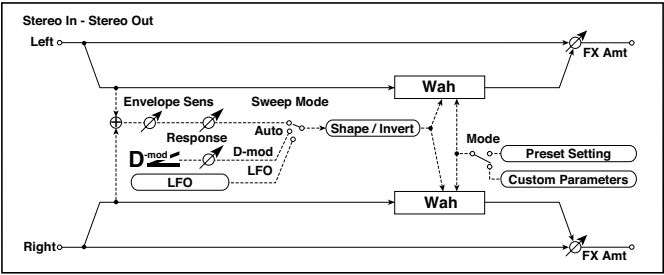 Stereo In - Stereo Out
Left
FX Amt
Wah
Envelope Sens
Sweep Mode
Response
Auto
Shape / Invert
Mode
D-mod
D-mod
Preset Setting
LFO
LFO
Custom Parameters
Wah
Right
FX Amt